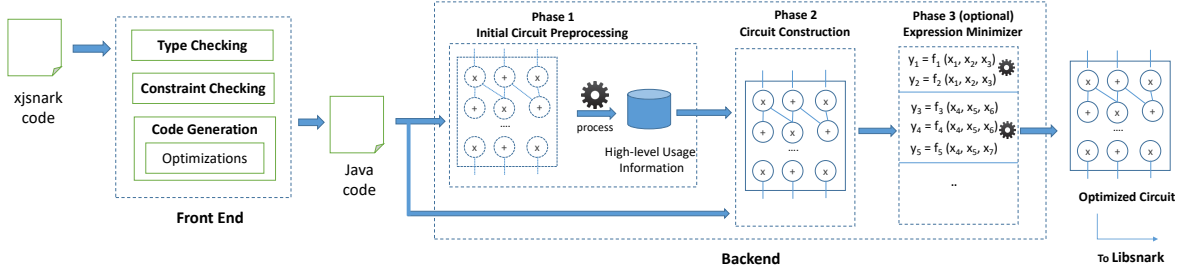 xjsnark
code
Type Checking
Constraint Checking
Code Generation
Optimizations
Front End
Java
code
Phase 1
Initial Circuit Preprocessing
x + x
+ x +
....
x + x
process
High-level Usage
Information
Phase 2
Circuit Construction
x + x
+ x +
....
x + x
Phase 3 (optional)
Expression Minimizer
y₁ = f₁ (x₁, x₂, x₃)
y₂ = f₂ (x₁, x₂, x₃)
y₃ = f₃ (x₄, x₅, x₆)
y₄ = f₄ (x₄, x₅, x₆)
y₅ = f₅ (x₄, x₅, x₇)
..
Backend
x + x
+ x +
....
x + x
Optimized Circuit
To Libsnark